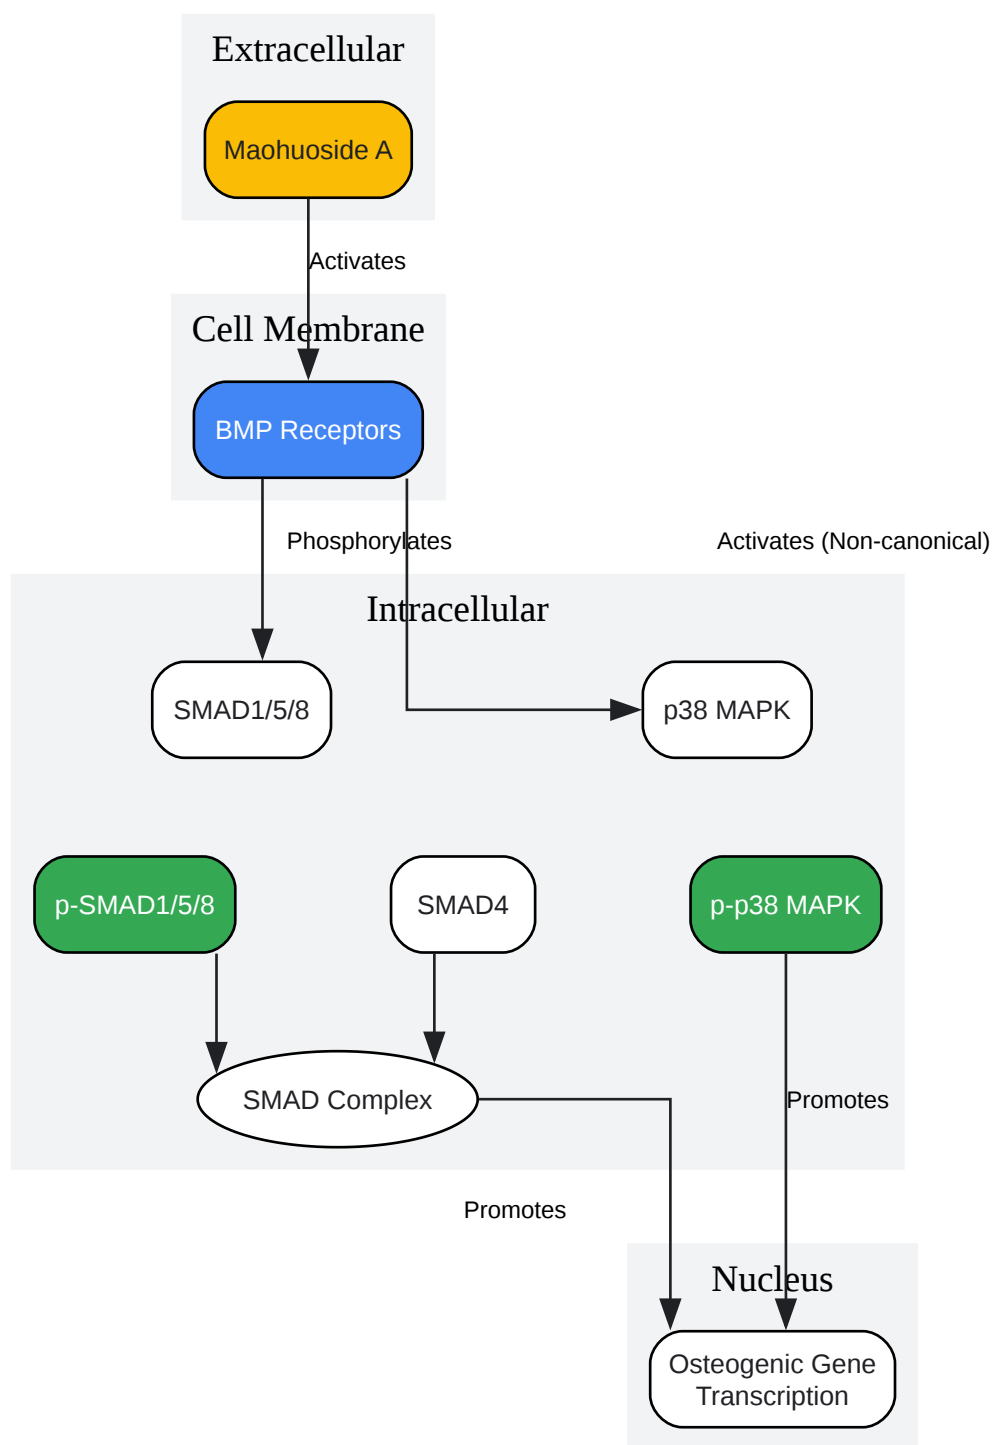 Extracellular
Maohuoside A
Activates
Cell Membrane
BMP Receptors
Phosphorylates
Activates (Non-canonical)
Intracellular
SMAD1/5/8
p38 MAPK
p-SMAD1/5/8
SMAD4
p-p38 MAPK
SMAD Complex
Promotes
Promotes
Nucleus
Osteogenic Gene
Transcription